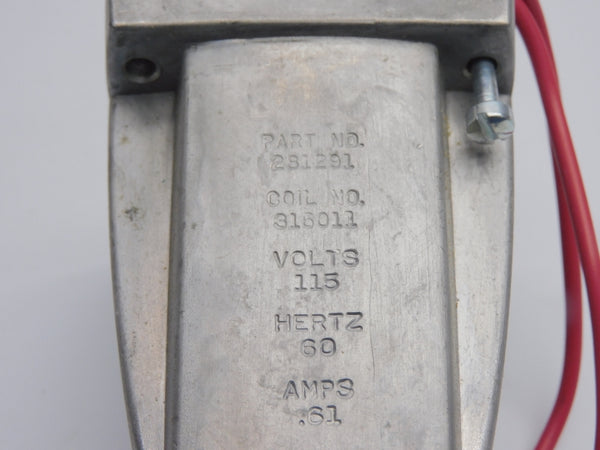 PART NO.
281291
COIL NO.
316011
VOLTS
115
HERTZ
60
AMPS
.61